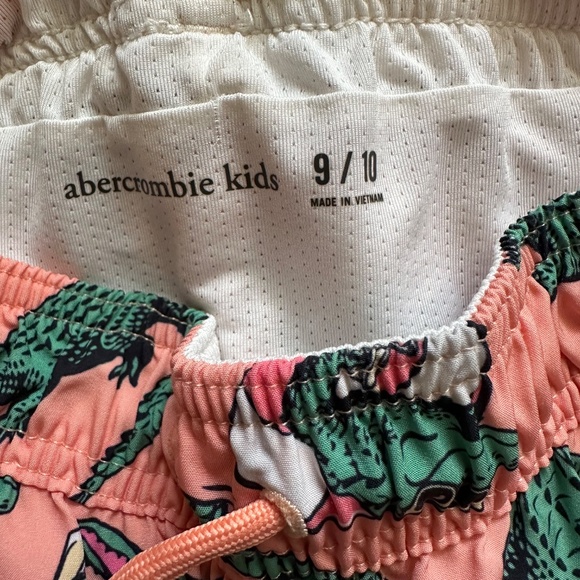 abercrombie kids 9 / 10
MADE IN VIETNAM